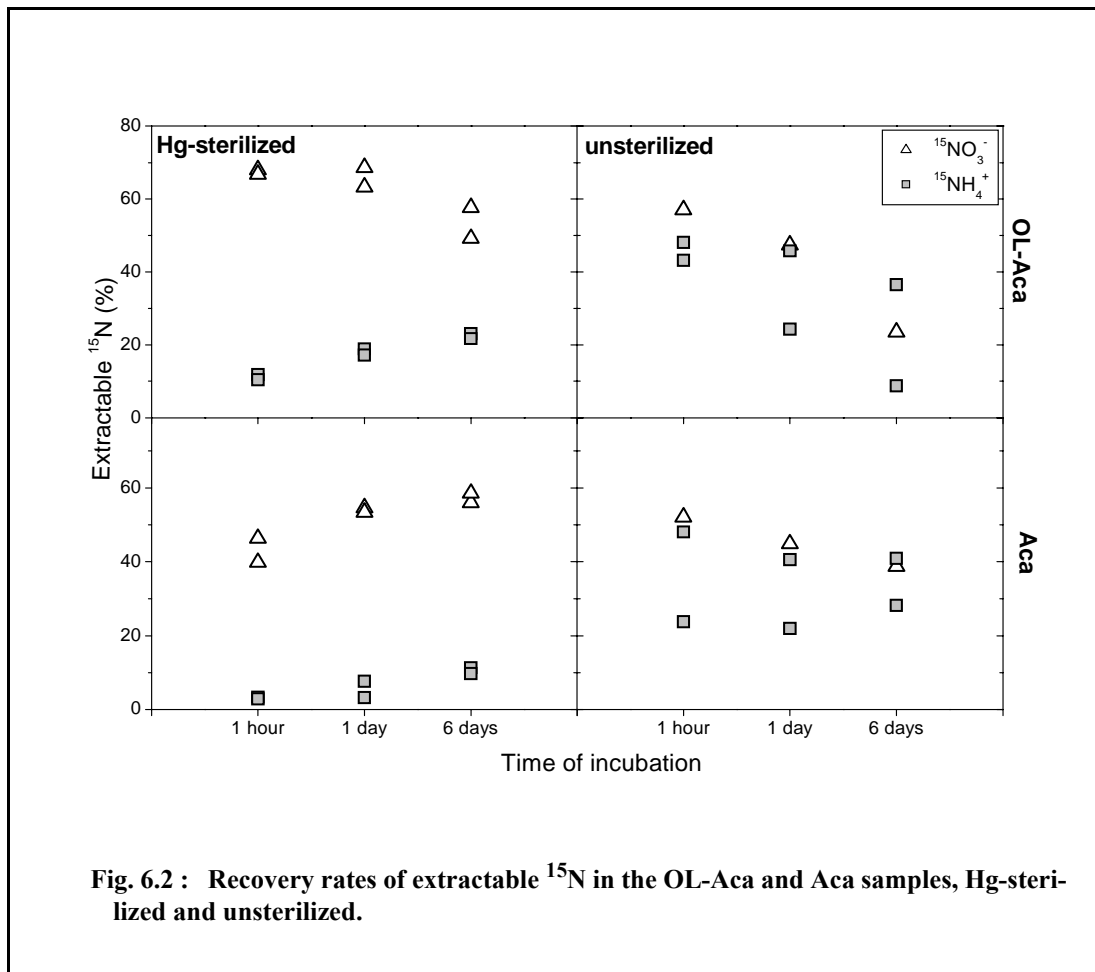 80
Hg-sterilized
unsterilized
¹⁵NO₃⁻
¹⁵NH₄⁺
60
40
20
0
OL-Aca
Extractable ¹⁵N (%)
60
40
20
0
Aca
1 hour 1 day 6 days 1 hour 1 day 6 days
Time of incubation
Fig. 6.2 : Recovery rates of extractable ¹⁵N in the OL-Aca and Aca samples, Hg-steri-
lized and unsterilized.